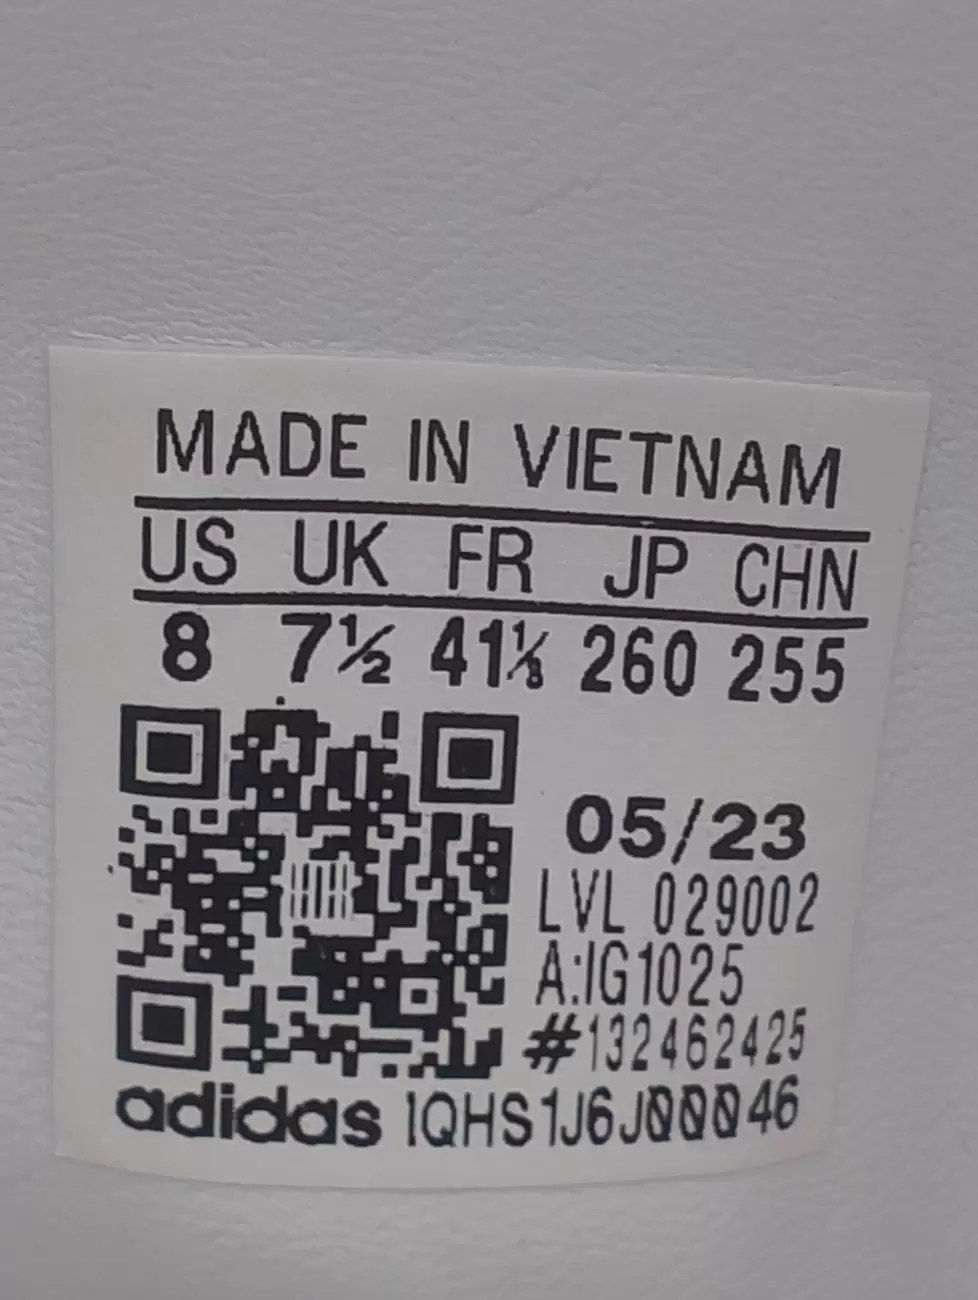 MADE IN VIETNAM
US UK FR JP CHN
8 7½ 41⅓ 260 255
05/23
LVL 029002
A:IG1025
#132462425
adidas 1QHS1J6J00046